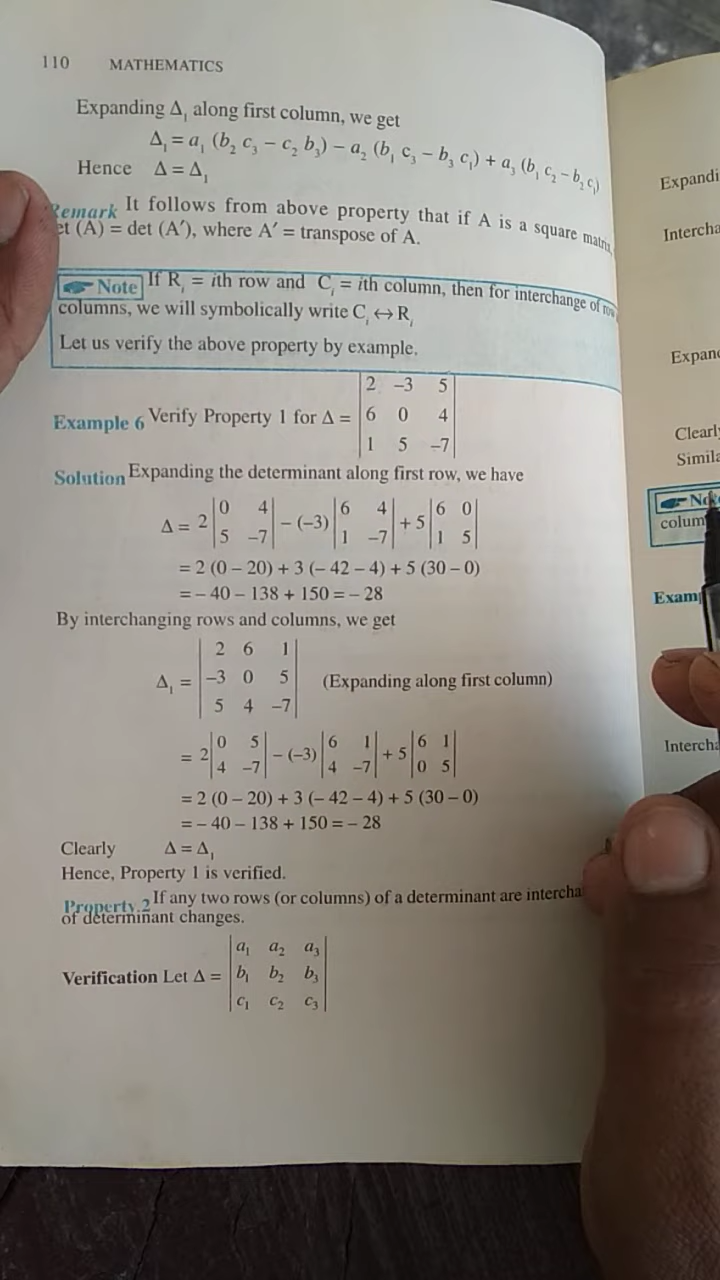 110 MATHEMATICS
Expanding Δ₁ along first column, we get
Δ₁ = a₁ (b₂ c₃ – c₂ b₃) – a₂ (b₁ c₃ – b₃ c₁) + a₃ (b₁ c₂ – b₂ c₁)
Hence Δ = Δ₁
Remark It follows from above property that if A is a square matrix,
et (A) = det (A′), where A′ = transpose of A.
Note If Rᵢ = ith row and Cᵢ = ith column, then for interchange of row
columns, we will symbolically write Cᵢ ↔ Rᵢ
Let us verify the above property by example.
Example 6 Verify Property 1 for Δ = |2 –3 5|
|6 0 4|
|1 5 –7|
Solution Expanding the determinant along first row, we have
Δ = 2 |0 4| – (–3) |6 4| + 5 |6 0|
|5 –7| |1 –7| |1 5|
= 2 (0 – 20) + 3 (– 42 – 4) + 5 (30 – 0)
= – 40 – 138 + 150 = – 28
By interchanging rows and columns, we get
Δ₁ = |2 6 1|
|–3 0 5| (Expanding along first column)
|5 4 –7|
= 2 |0 5| – (–3) |6 1| + 5 |6 1|
|4 –7| |4 –7| |0 5|
= 2 (0 – 20) + 3 (– 42 – 4) + 5 (30 – 0)
= – 40 – 138 + 150 = – 28
Clearly Δ = Δ₁
Hence, Property 1 is verified.
Property 2 If any two rows (or columns) of a determinant are intercha
of determinant changes.
Verification Let Δ = |a₁ a₂ a₃|
|b₁ b₂ b₃|
|c₁ c₂ c₃|
Expandi
Intercha
Expan
Clearly
Simila
colum
Exam
Intercha